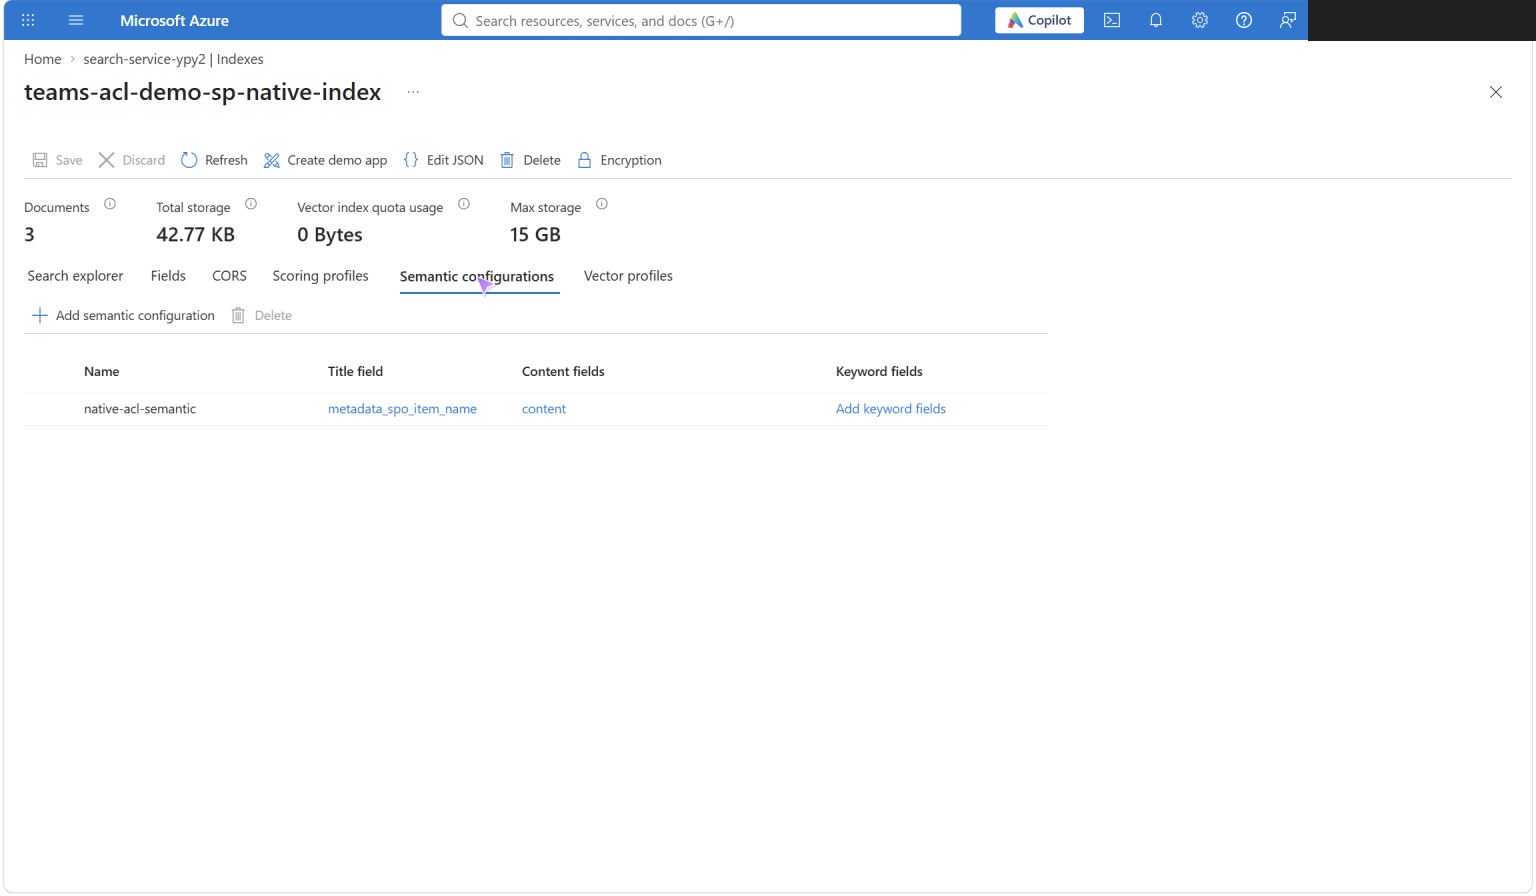 Microsoft Azure
Search resources, services, and docs (G+/)
Copilot
Home > search-service-ypy2 | Indexes
teams-acl-demo-sp-native-index ...
Save Discard Refresh Create demo app {} Edit JSON Delete Encryption
Documents Total storage Vector index quota usage Max storage
3 42.77 KB 0 Bytes 15 GB
Search explorer Fields CORS Scoring profiles Semantic configurations Vector profiles
+ Add semantic configuration Delete
Name Title field Content fields Keyword fields
native-acl-semantic metadata_spo_item_name content Add keyword fields